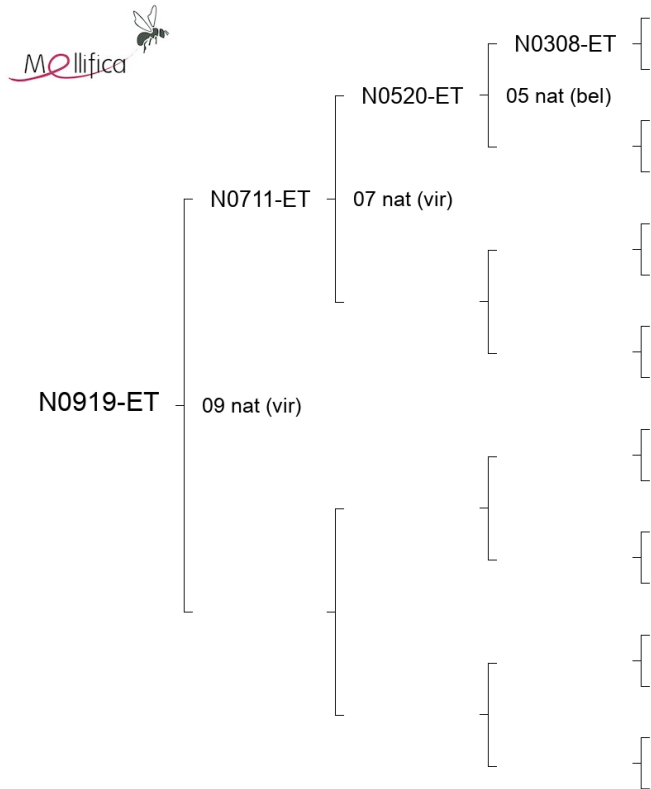 Mellifica
N0308-ET
N0520-ET
05 nat (bel)
N0711-ET
07 nat (vir)
N0919-ET
09 nat (vir)